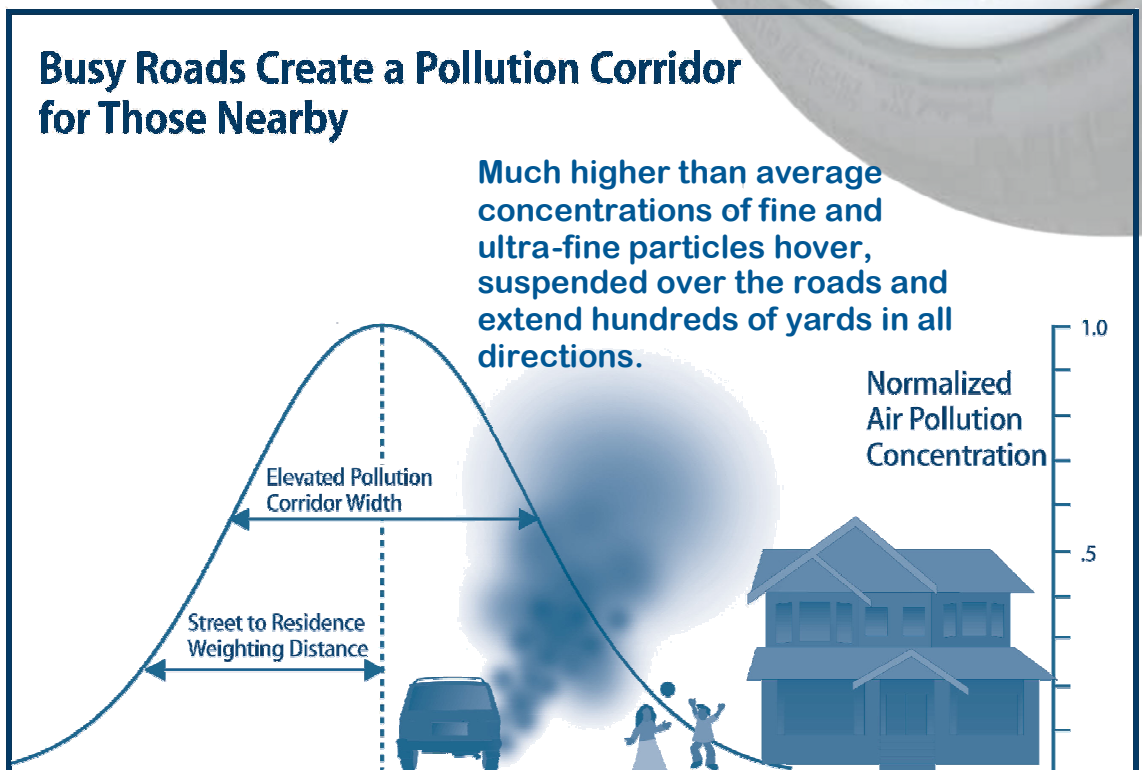 Busy Roads Create a Pollution Corridor
for Those Nearby
Much higher than average
concentrations of fine and
ultra-fine particles hover,
suspended over the roads and
extend hundreds of yards in all
directions.
1.0
Normalized
Air Pollution
Concentration
Elevated Pollution
Corridor Width
.5
Street to Residence
Weighting Distance